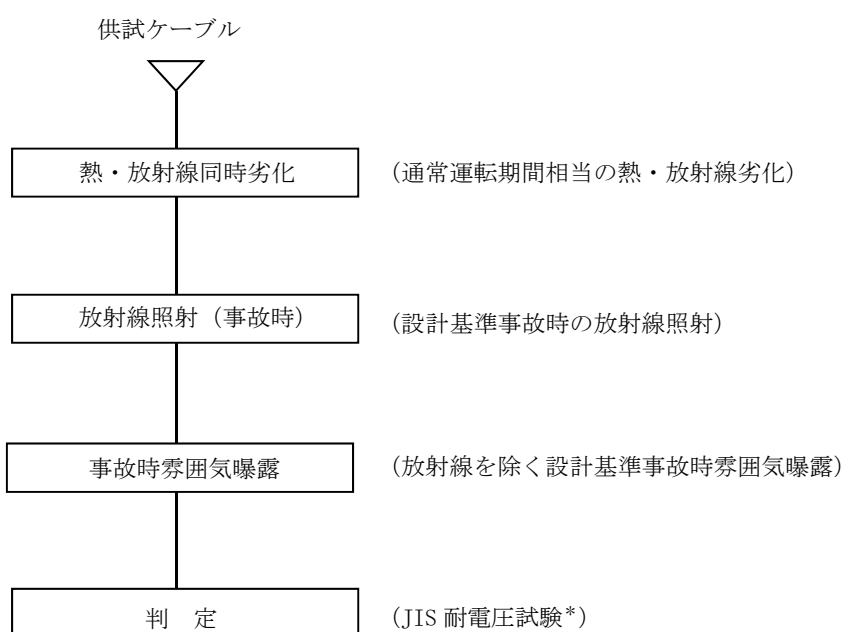 供試ケーブル
熱・放射線同時劣化 (通常運転期間相当の熱・放射線劣化)
放射線照射(事故時) (設計基準事故時の放射線照射)
事故時雰囲気曝露 (放射線を除く設計基準事故時雰囲気曝露)
判 定 (JIS 耐電圧試験*)